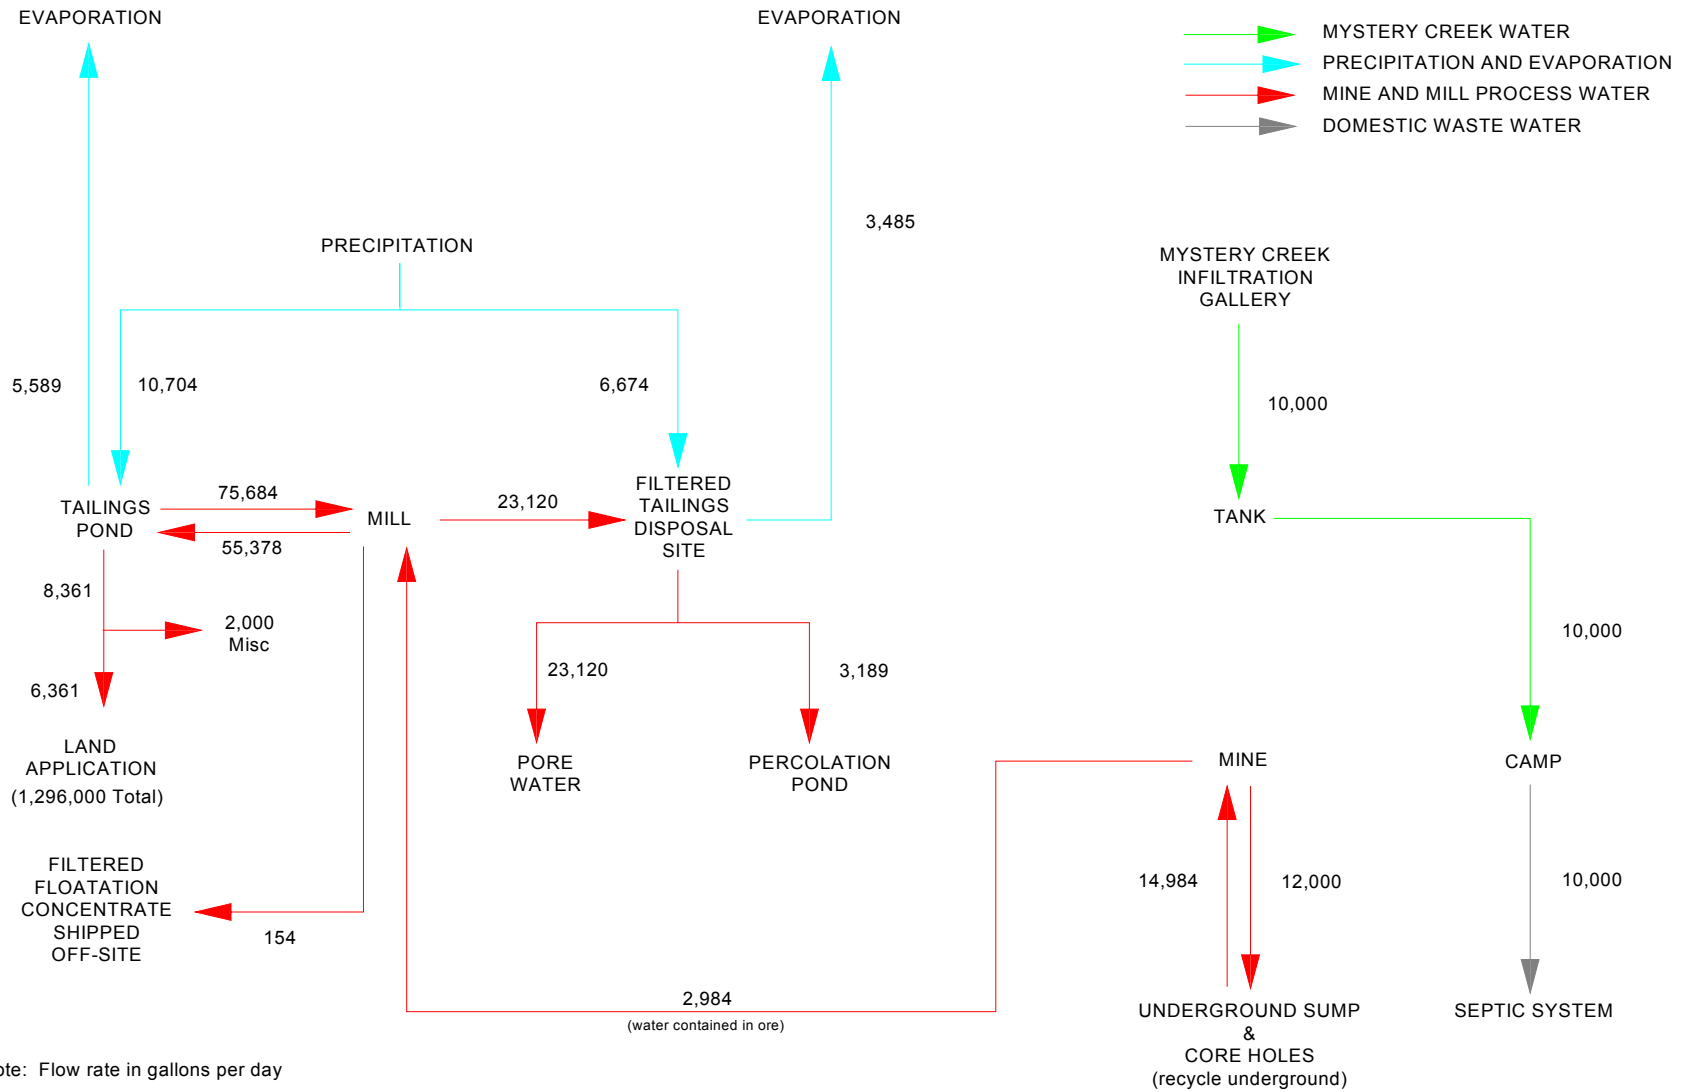 EVAPORATION
EVAPORATION
MYSTERY CREEK WATER
PRECIPITATION AND EVAPORATION
MINE AND MILL PROCESS WATER
DOMESTIC WASTE WATER
3,485
PRECIPITATION
MYSTERY CREEK
INFILTRATION
GALLERY
5,589
10,704
6,674
10,000
TAILINGS
POND
75,684
55,378
MILL
23,120
FILTERED
TAILINGS
DISPOSAL
SITE
TANK
8,361
2,000
Misc
6,361
23,120
3,189
10,000
LAND
APPLICATION
(1,296,000 Total)
PORE
WATER
PERCOLATION
POND
MINE
CAMP
FILTERED
FLOATATION
CONCENTRATE
SHIPPED
OFF-SITE
154
14,984
12,000
10,000
2,984
(water contained in ore)
UNDERGROUND SUMP
&
CORE HOLES
(recycle underground)
SEPTIC SYSTEM
ote: Flow rate in gallons per day